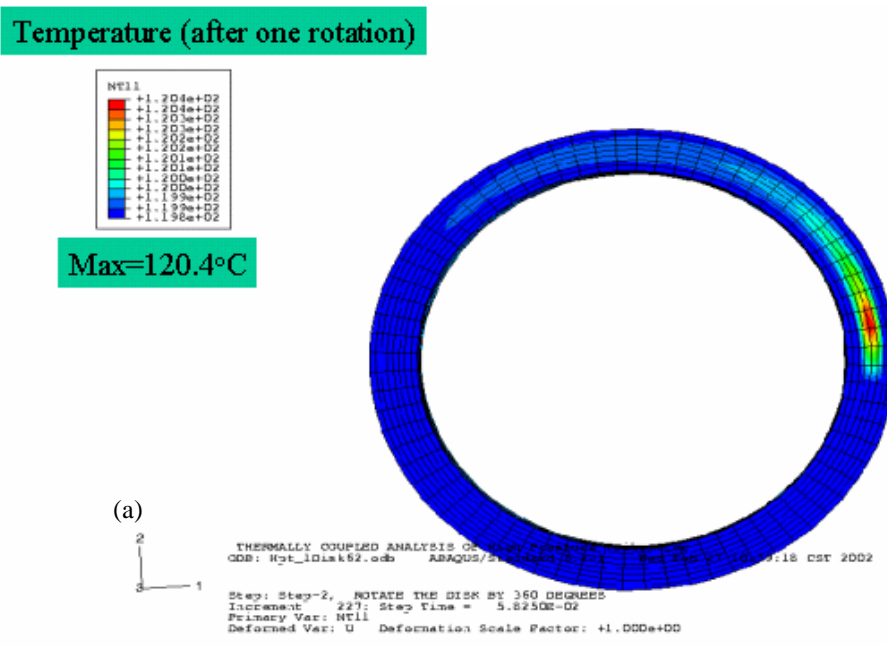 Temperature (after one rotation)
NT11
+1.204e+02
+1.204e+02
+1.203e+02
+1.203e+02
+1.202e+02
+1.202e+02
+1.201e+02
+1.201e+02
+1.200e+02
+1.200e+02
+1.199e+02
+1.199e+02
+1.198e+02
Max=120.4°C
(a)
2
3
1
THERMALLY COUPLED ANALYSIS OF
ODB: Hpt_1Disk62.odb ABAQUS/ :18 CST 2002
Step: Step-2, ROTATE THE DISK BY 360 DEGREES
Increment 227: Step Time = 5.8250E-02
Primary Var: NT11
Deformed Var: U Deformation Scale Factor: +1.000e+00